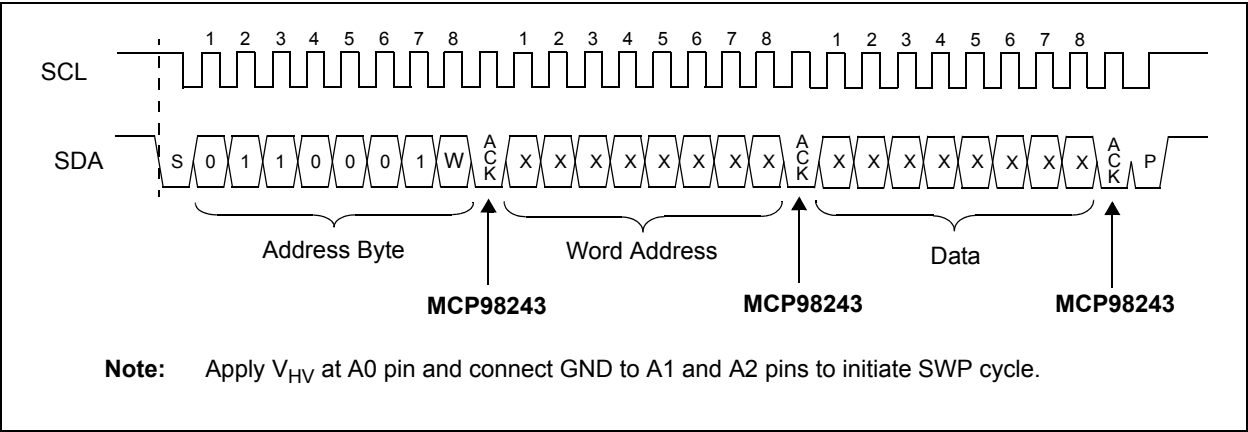 1 2 3 4 5 6 7 8 1 2 3 4 5 6 7 8 1 2 3 4 5 6 7 8
SCL
SDA S 0 1 1 0 0 0 1 W ACK X X X X X X X X ACK X X X X X X X X ACK P
Address Byte Word Address Data
MCP98243 MCP98243 MCP98243
Note: Apply VHV at A0 pin and connect GND to A1 and A2 pins to initiate SWP cycle.